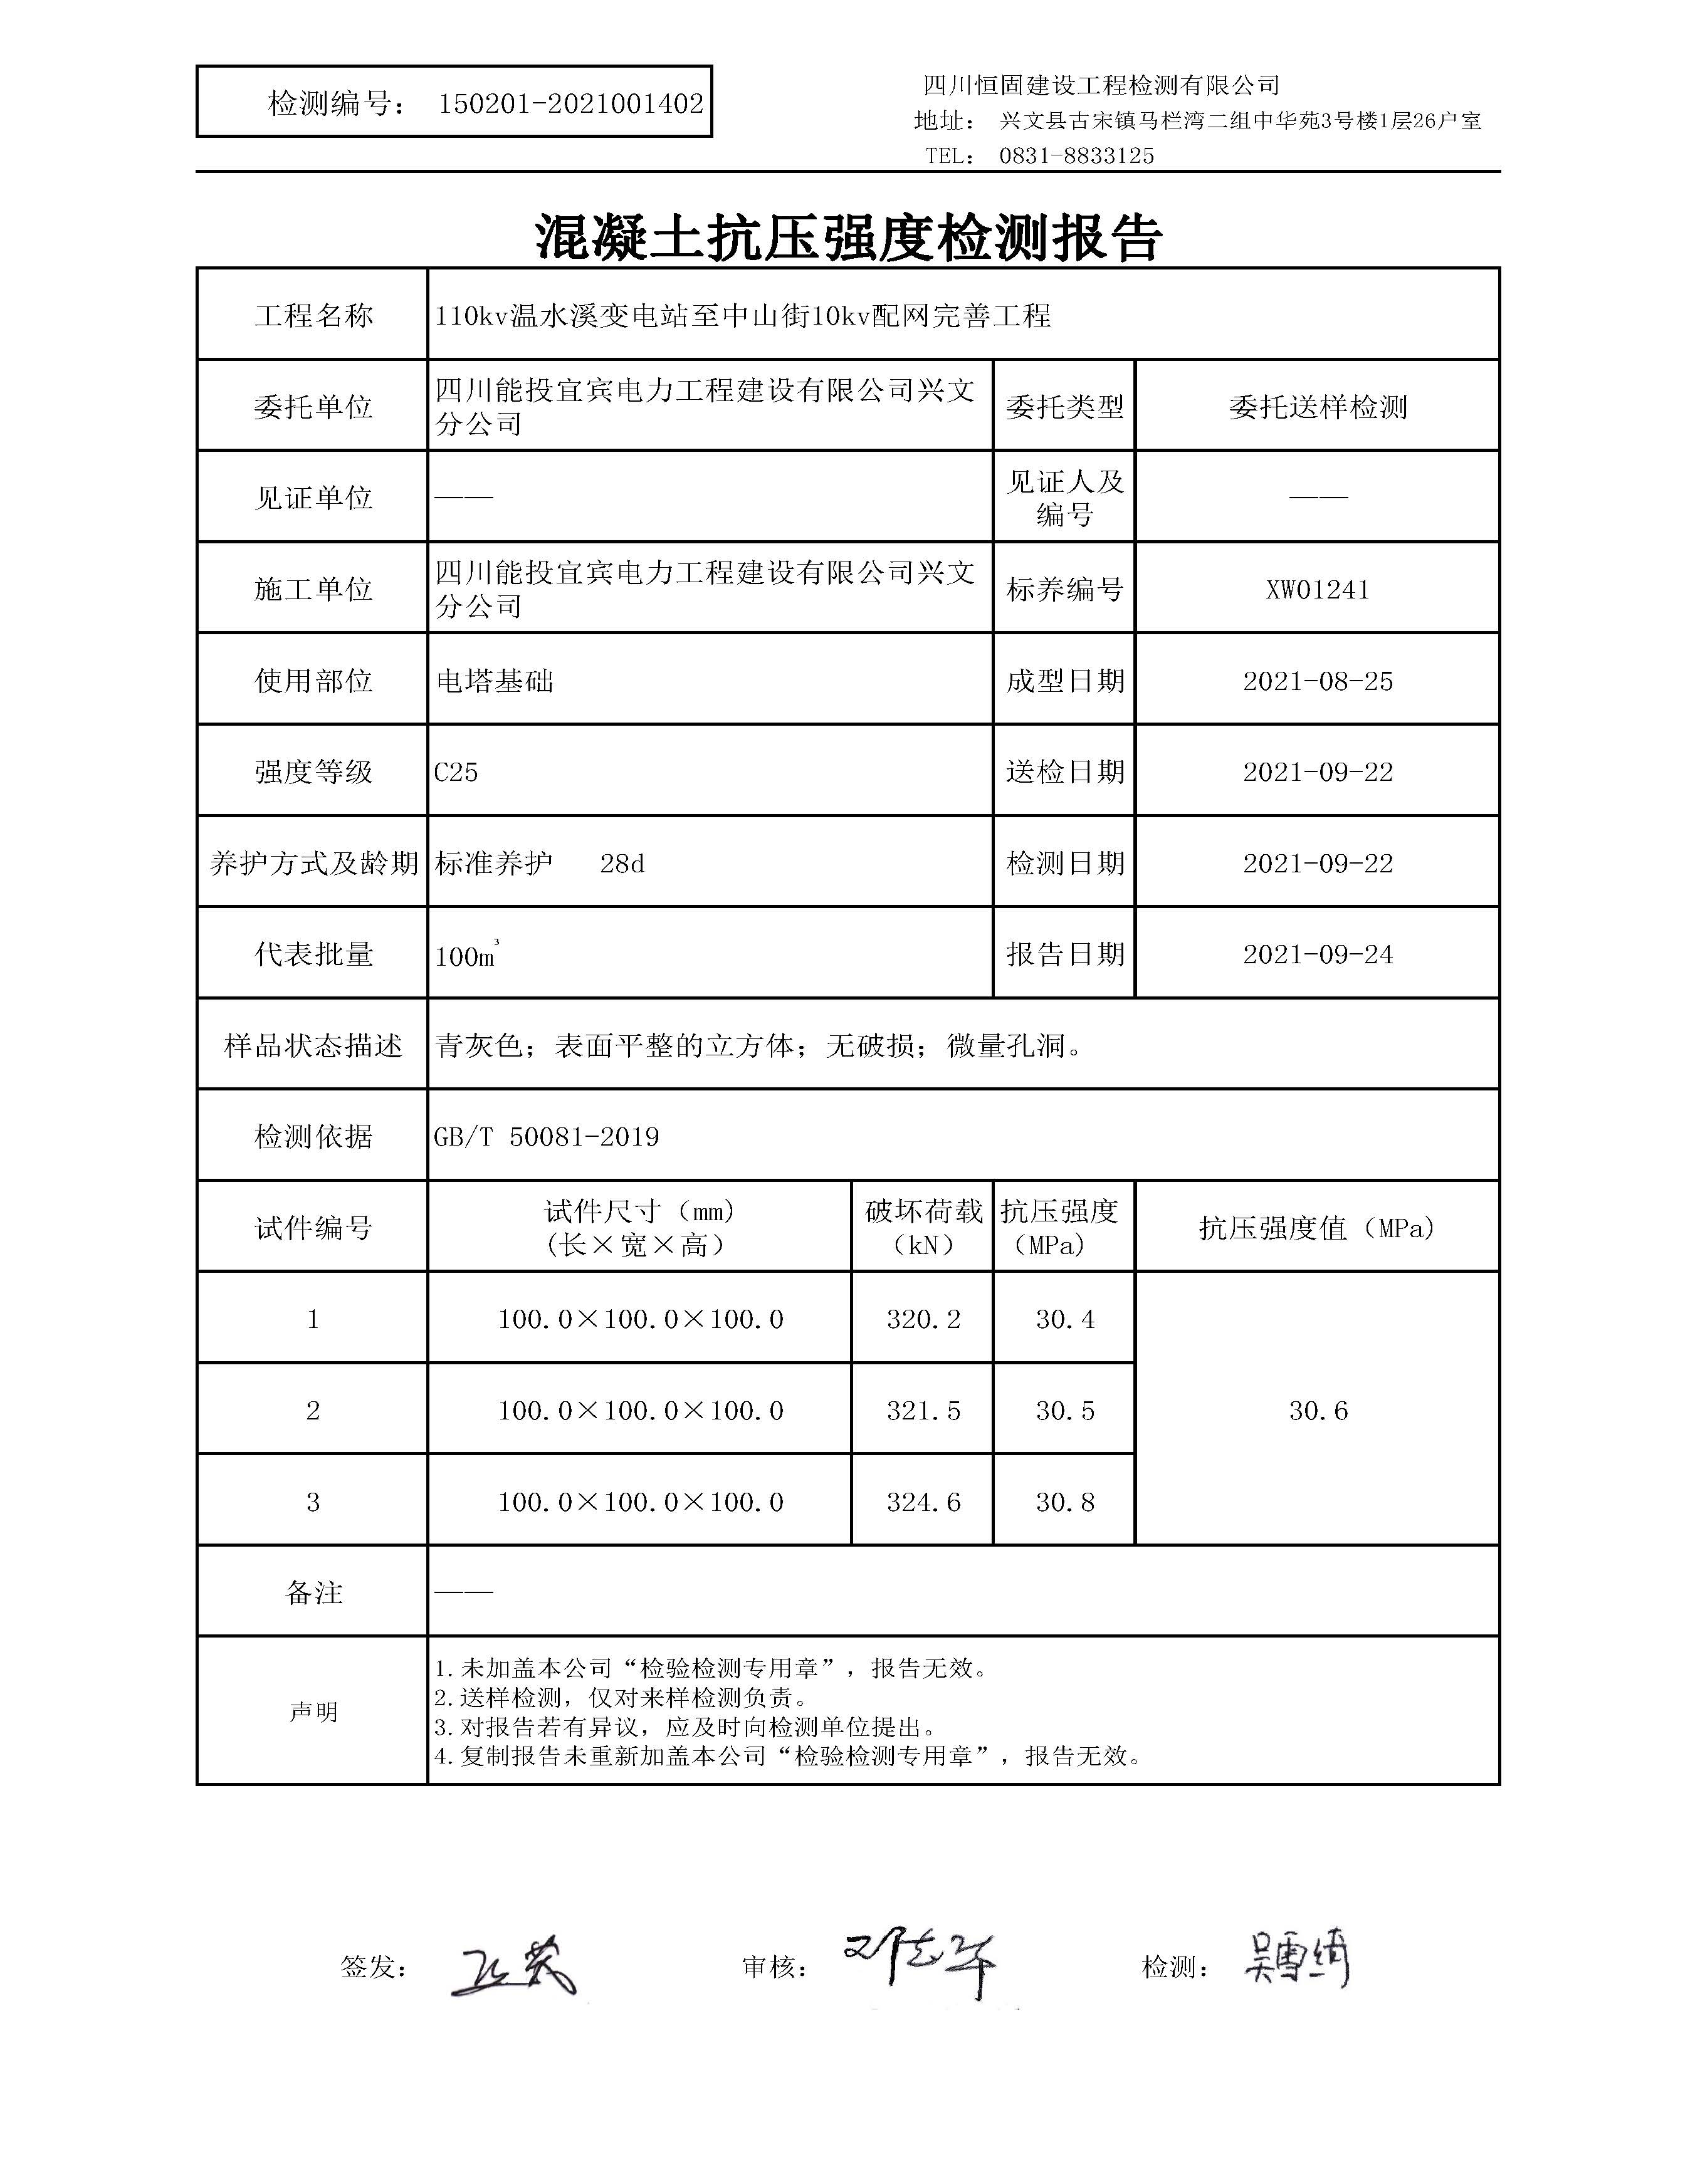 检测编号： 150201-2021001402
四川恒固建设工程检测有限公司
地址： 兴文县古宋镇马栏湾二组中华苑3号楼1层26户室
TEL： 0831-8833125
混凝土抗压强度检测报告
工程名称 110kv温水溪变电站至中山街10kv配网完善工程
委托单位 四川能投宜宾电力工程建设有限公司兴文
分公司 委托类型 委托送样检测
见证单位 —— 见证人及
编号 ——
施工单位 四川能投宜宾电力工程建设有限公司兴文
分公司 标养编号 XW01241
使用部位 电塔基础 成型日期 2021-08-25
强度等级 C25 送检日期 2021-09-22
养护方式及龄期 标准养护 28d 检测日期 2021-09-22
代表批量 100m³ 报告日期 2021-09-24
样品状态描述 青灰色；表面平整的立方体；无破损；微量孔洞。
检测依据 GB/T 50081-2019
试件编号 试件尺寸（mm)
(长×宽×高） 破坏荷载
（kN） 抗压强度
（MPa) 抗压强度值（MPa)
1 100.0×100.0×100.0 320.2 30.4
2 100.0×100.0×100.0 321.5 30.5 30.6
3 100.0×100.0×100.0 324.6 30.8
备注 ——
声明
1.未加盖本公司“检验检测专用章”，报告无效。
2.送样检测，仅对来样检测负责。
3.对报告若有异议，应及时向检测单位提出。
4.复制报告未重新加盖本公司“检验检测专用章”，报告无效。
签发： 审核： 检测： 吴雪绮